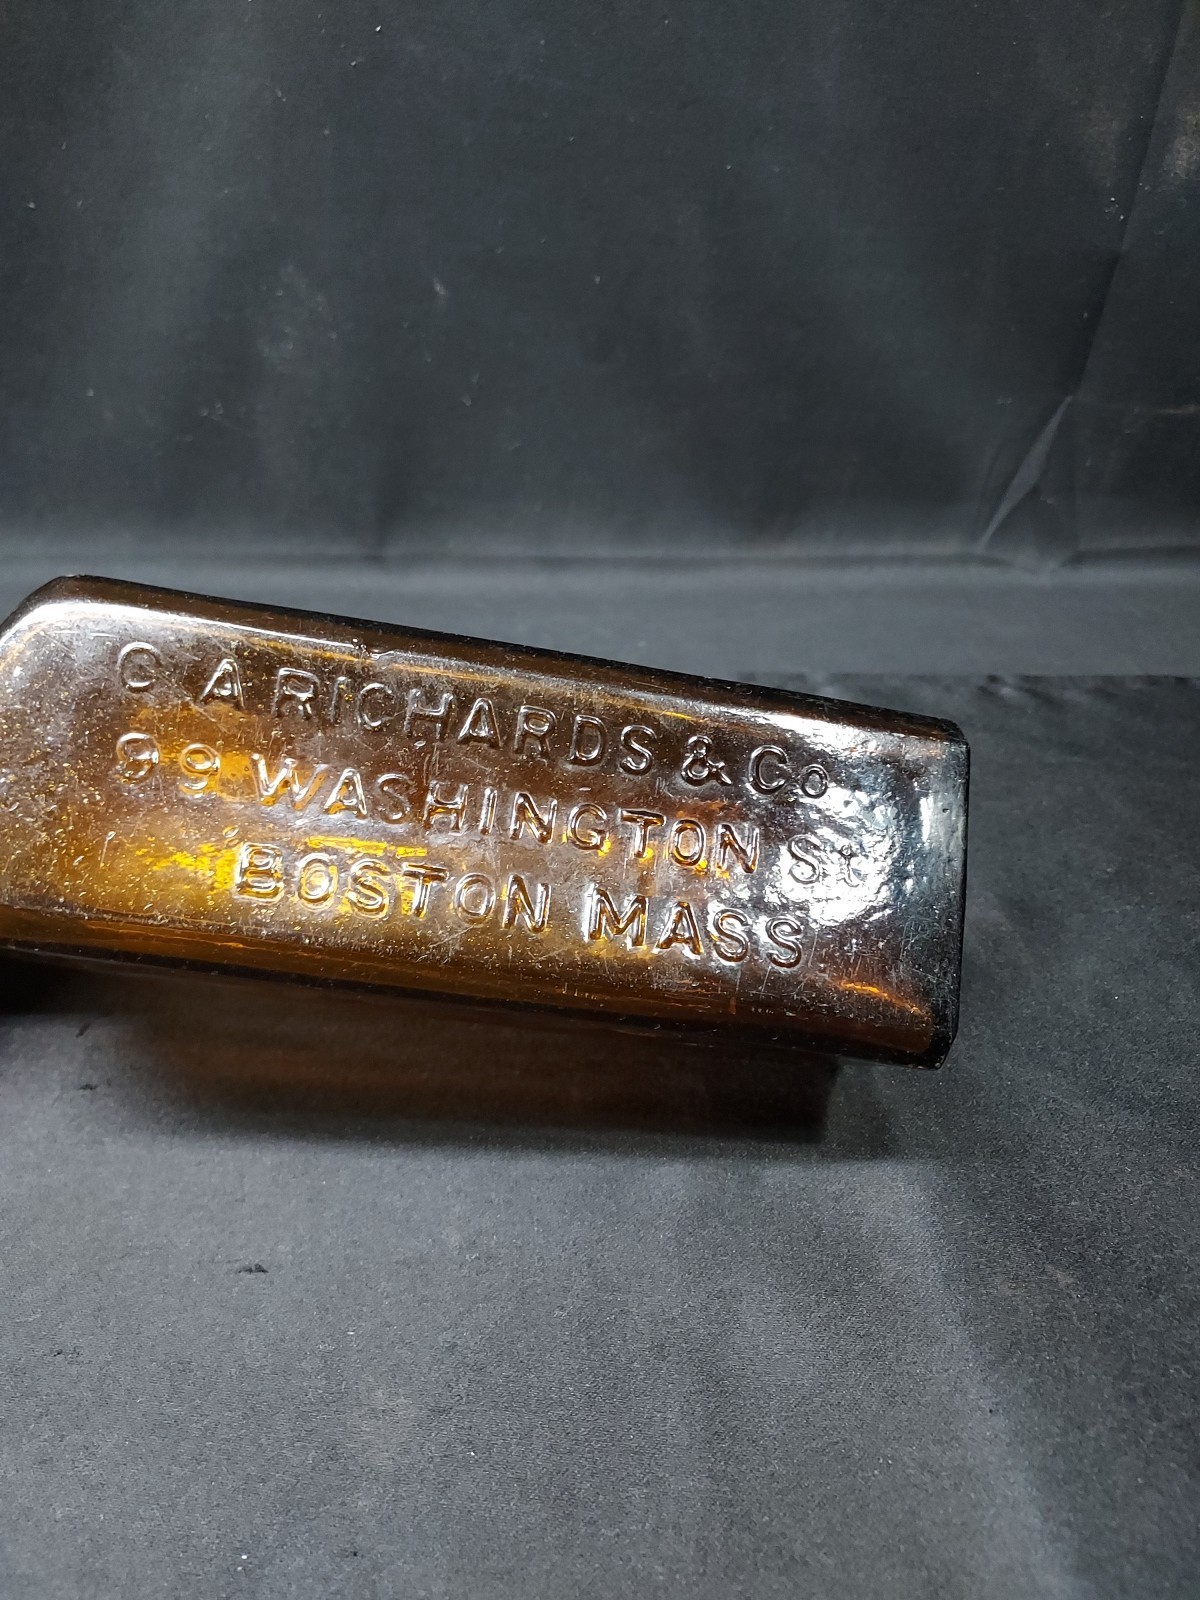 C A RICHARDS & Co
99 WASHINGTON St
BOSTON MASS